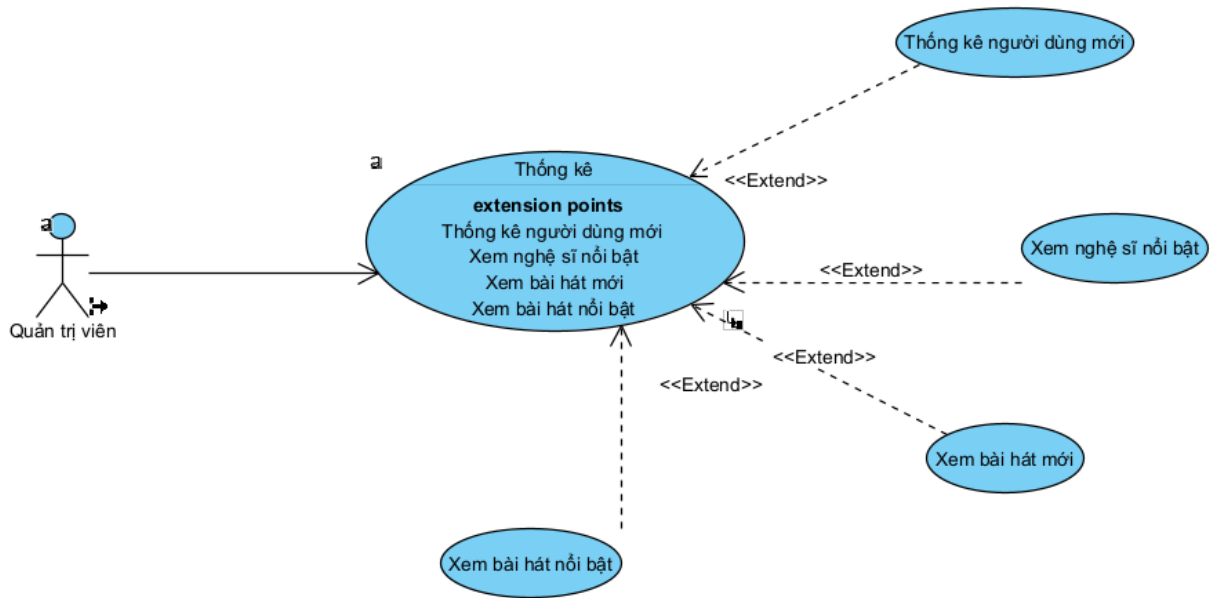 Thống kê người dùng mới
<<Extend>>
a
Thống kê
extension points
Thống kê người dùng mới
Xem nghệ sĩ nổi bật
Xem bài hát mới
Xem bài hát nổi bật
a
Quản trị viên
<<Extend>>
Xem nghệ sĩ nổi bật
<<Extend>>
<<Extend>>
Xem bài hát mới
Xem bài hát nổi bật